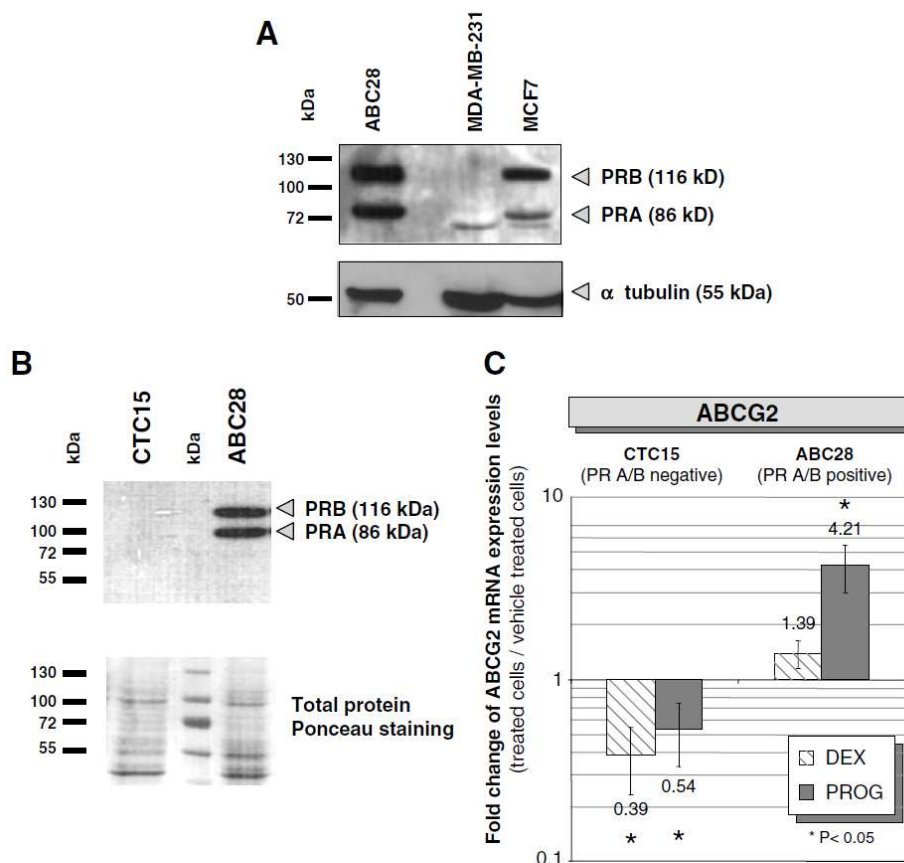 A
kDa
ABC28
MDA-MB-231
MCF7
130
100
72
PRB (116 kD)
PRA (86 kD)
50
α tubulin (55 kDa)
B
kDa
CTC15
kDa
ABC28
130
100
72
55
PRB (116 kDa)
PRA (86 kDa)
130
100
72
55
Total protein
Ponceau staining
C
Fold change of ABCG2 mRNA expression levels
(treated cells / vehicle treated cells)
ABCG2
CTC15
(PR A/B negative)
ABC28
(PR A/B positive)
10
*
4.21
1.39
1
0.39
0.54
* *
DEX
PROG
* P< 0.05
0.1